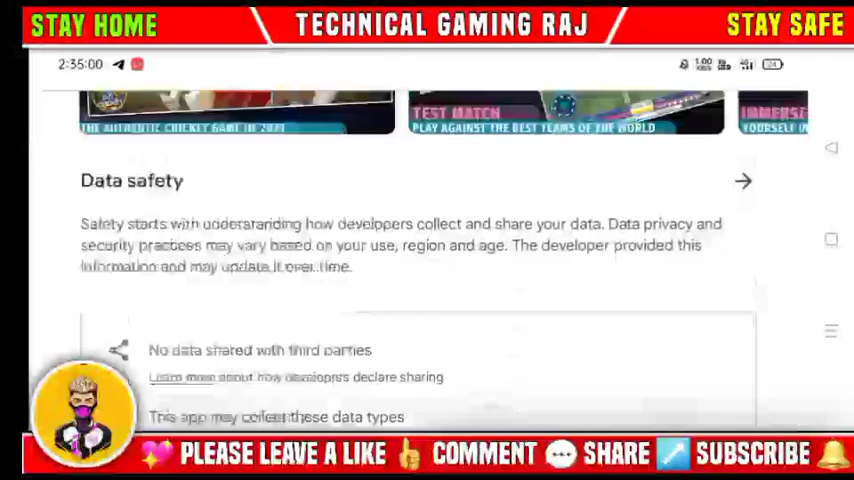 STAY HOME
TECHNICAL GAMING RAJ
STAY SAFE
2:35:00
1.00
24
THE AUTHENTIC CRICKET GAME IN
TEST MATCH
PLAY AGAINST THE BEST TEAMS OF THE WORLD
YOURSELF
Data safety
Safety starts with understanding how developers collect and share your data. Data privacy and
security practices may vary based on your use, region and age. The developer provided this
information and may update it over time.
No data shared with third parties
Learn more about how developers declare sharing
This app may collect these data types
PLEASE LEAVE A LIKE COMMENT SHARE SUBSCRIBE